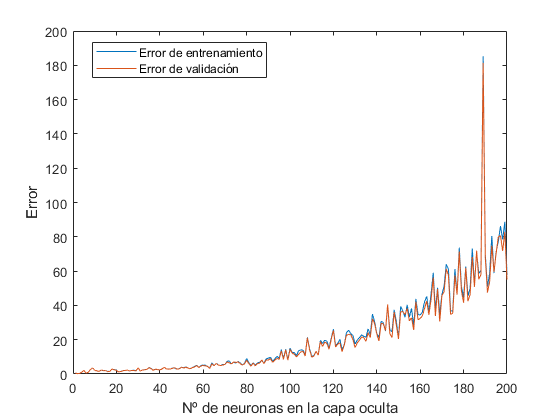 200
180
160
140
120
100
80
60
40
20
0
Error
Error de entrenamiento
Error de validación
0 20 40 60 80 100 120 140 160 180 200
Nº de neuronas en la capa oculta